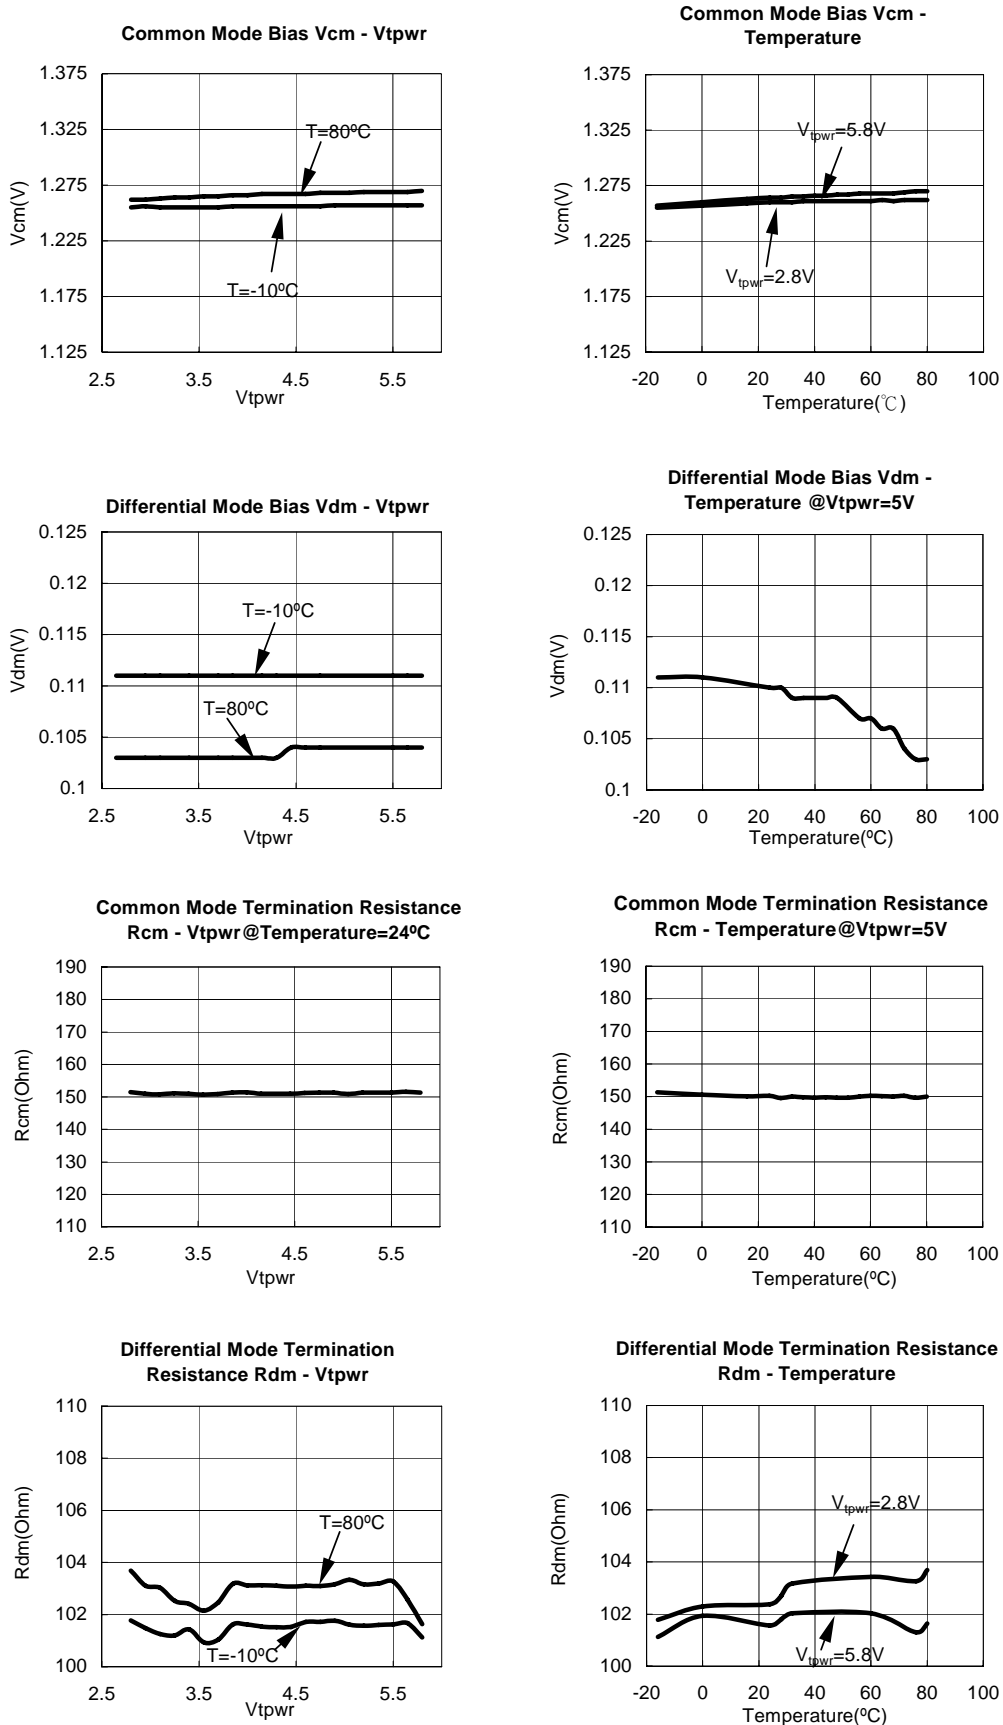 Common Mode Bias Vcm - Vtpwr
1.375
1.325
1.275
1.225
1.175
1.125
Vcm(V)
T=80ºC
T=-10ºC
2.5 3.5 4.5 5.5
Vtpwr
Common Mode Bias Vcm -
Temperature
1.375
1.325
1.275
1.225
1.175
1.125
Vcm(V)
Vtpwr=5.8V
Vtpwr=2.8V
-20 0 20 40 60 80 100
Temperature(℃)
Differential Mode Bias Vdm - Vtpwr
0.125
0.12
0.115
0.11
0.105
0.1
Vdm(V)
T=-10ºC
T=80ºC
2.5 3.5 4.5 5.5
Vtpwr
Differential Mode Bias Vdm -
Temperature @Vtpwr=5V
0.125
0.12
0.115
0.11
0.105
0.1
Vdm(V)
-20 0 20 40 60 80 100
Temperature(ºC)
Common Mode Termination Resistance
Rcm - Vtpwr@Temperature=24ºC
190
180
170
160
150
140
130
120
110
Rcm(Ohm)
2.5 3.5 4.5 5.5
Vtpwr
Common Mode Termination Resistance
Rcm - Temperature@Vtpwr=5V
190
180
170
160
150
140
130
120
110
Rcm(Ohm)
-20 0 20 40 60 80 100
Temperature(ºC)
Differential Mode Termination
Resistance Rdm - Vtpwr
110
108
106
104
102
100
Rdm(Ohm)
T=80ºC
T=-10ºC
2.5 3.5 4.5 5.5
Vtpwr
Differential Mode Termination Resistance
Rdm - Temperature
110
108
106
104
102
100
Rdm(Ohm)
Vtpwr=2.8V
Vtpwr=5.8V
-20 0 20 40 60 80 100
Temperature(ºC)